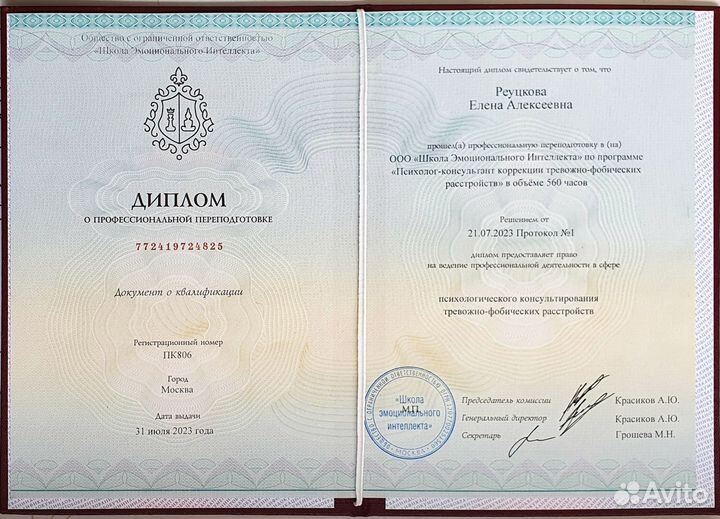 Общество с ограниченной ответственностью
«Школа Эмоционального Интеллекта»
ДИПЛОМ
О ПРОФЕССИОНАЛЬНОЙ ПЕРЕПОДГОТОВКЕ
772419724825
Документ о квалификации
Регистрационный номер
ПК806
Город
Москва
Дата выдачи
31 июля 2023 года
Настоящий диплом свидетельствует о том, что
Реуцкова
Елена Алексеевна
прошел(а) профессиональную переподготовку в (на)
ООО «Школа Эмоционального Интеллекта» по программе
«Психолог-консультант коррекции тревожно-фобических
расстройств» в объёме 560 часов
Решением от
21.07.2023 Протокол №1
диплом предоставляет право
на ведение профессиональной деятельности в сфере
психологического консультирования
тревожно-фобических расстройств
«Школа
эмоционального
интеллекта»
МП
МОСКВА
Председатель комиссии Красиков А.Ю.
Генеральный директор Красиков А.Ю.
Секретарь Грошева М.Н.
Avito